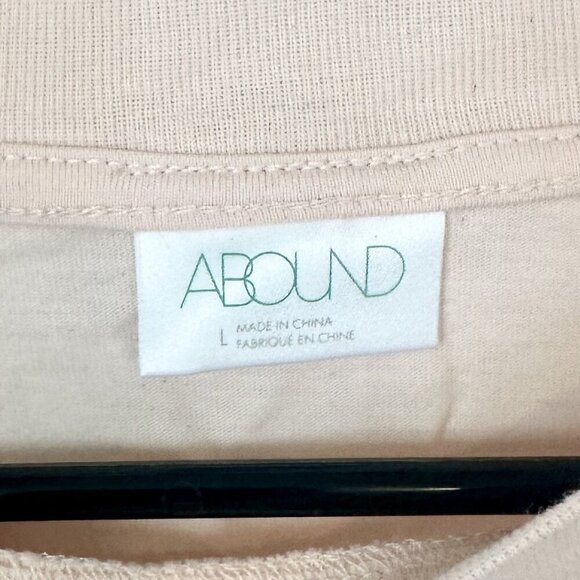 ABOUND
L MADE IN CHINA
FABRIQUÉ EN CHINE